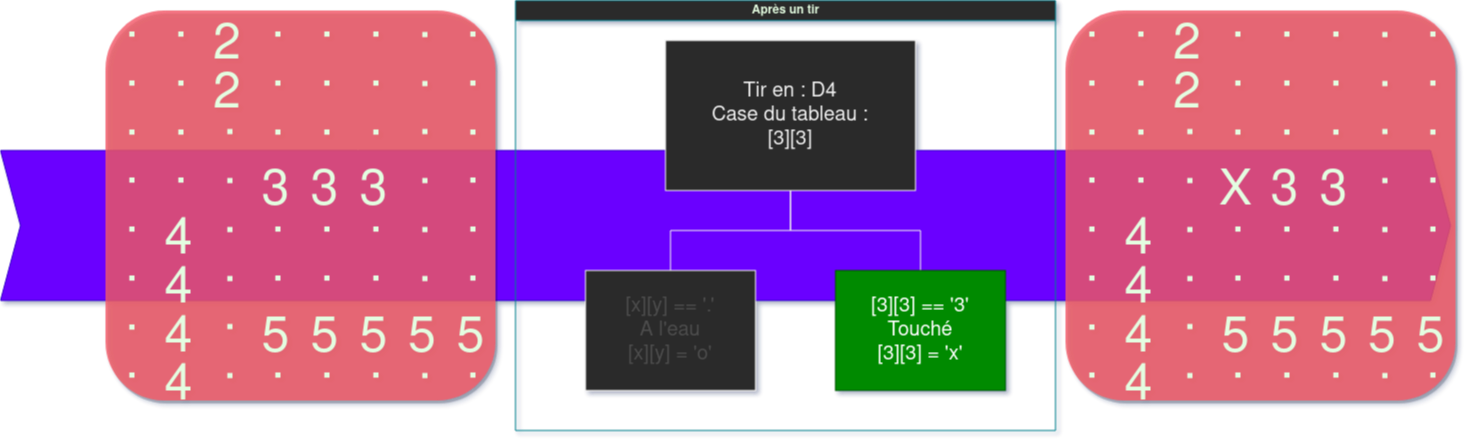 . . 2 . . . . .
. . 2 . . . . .
. . . . . . . .
. . . 3 3 3 . .
. 4 . . . . . .
. 4 . . . . . .
. 4 . 5 5 5 5 5
. 4 . . . . . .
Après un tir
Tir en : D4
Case du tableau :
[3][3]
[x][y] == '.'
A l'eau
[x][y] = 'o'
[3][3] == '3'
Touché
[3][3] = 'x'
. . 2 . . . . .
. . 2 . . . . .
. . . . . . . .
. . . X 3 3 . .
. 4 . . . . . .
. 4 . . . . . .
. 4 . 5 5 5 5 5
. 4 . . . . . .